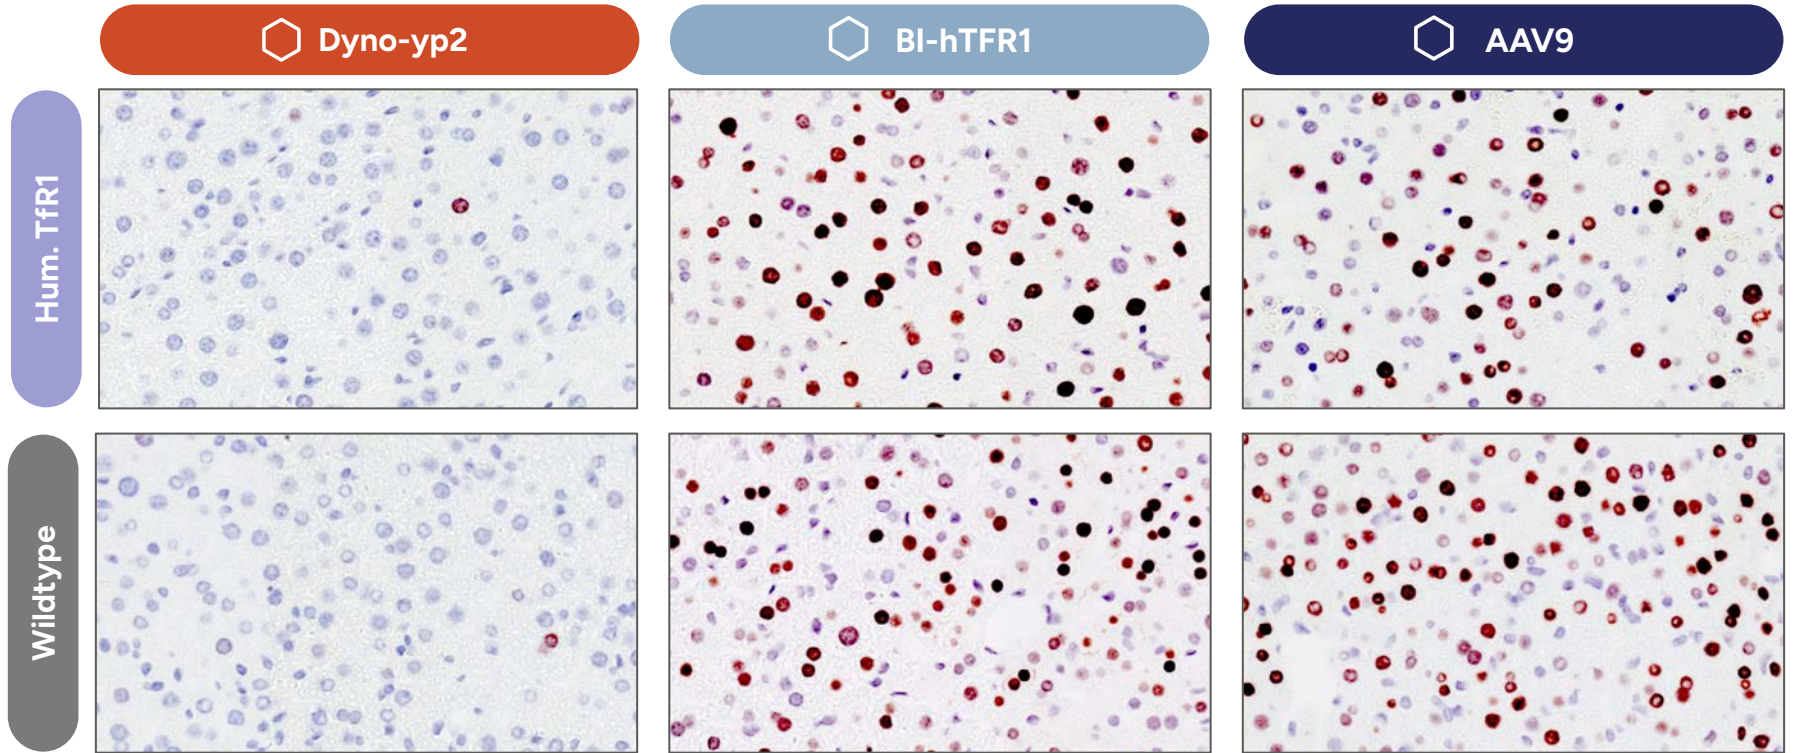 Dyno-yp2
BI-hTFR1
AAV9
Hum. TfR1
Wildtype